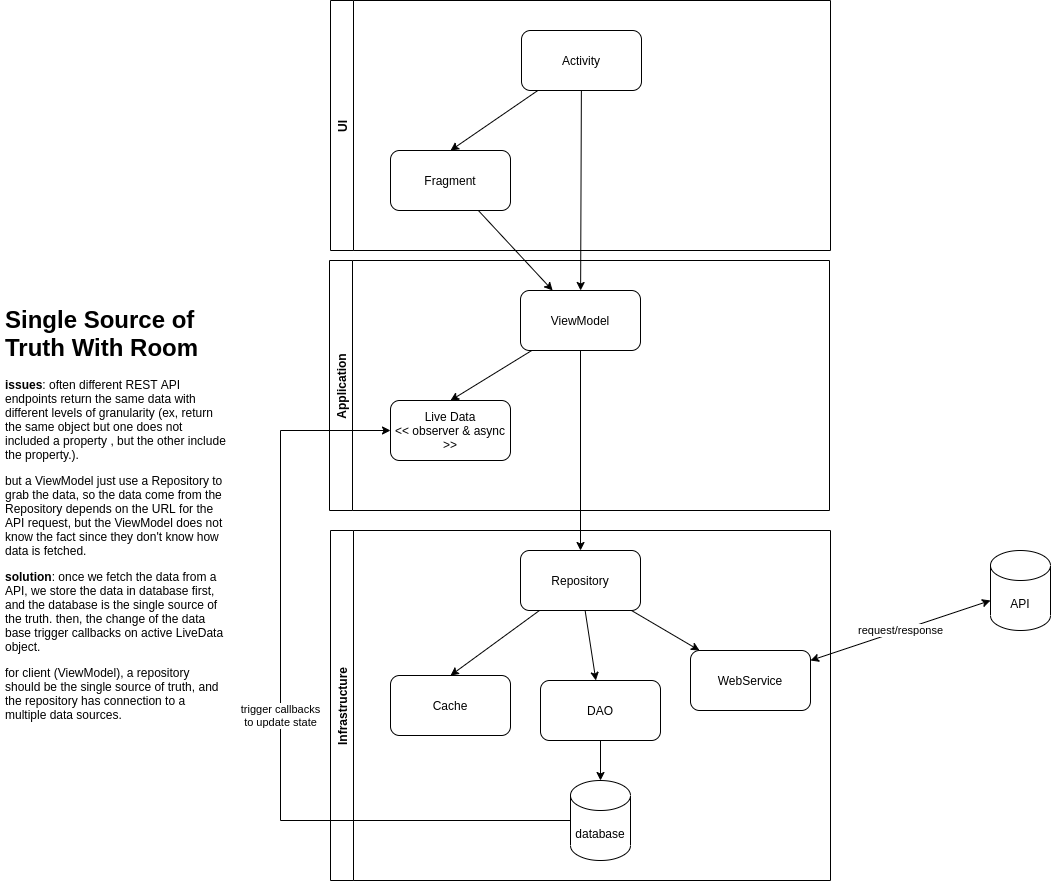 Single Source of
Truth With Room
issues: often different REST API
endpoints return the same data with
different levels of granularity (ex, return
the same object but one does not
included a property , but the other include
the property.).
but a ViewModel just use a Repository to
grab the data, so the data come from the
Repository depends on the URL for the
API request, but the ViewModel does not
know the fact since they don't know how
data is fetched.
solution: once we fetch the data from a
API, we store the data in database first,
and the database is the single source of
the truth. then, the change of the data
base trigger callbacks on active LiveData
object.
for client (ViewModel), a repository
should be the single source of truth, and
the repository has connection to a
multiple data sources.
UI
Activity
Fragment
Application
ViewModel
Live Data
<< observer & async
>>
Infrastructure
Repository
Cache
DAO
WebService
database
trigger callbacks
to update state
request/response
API